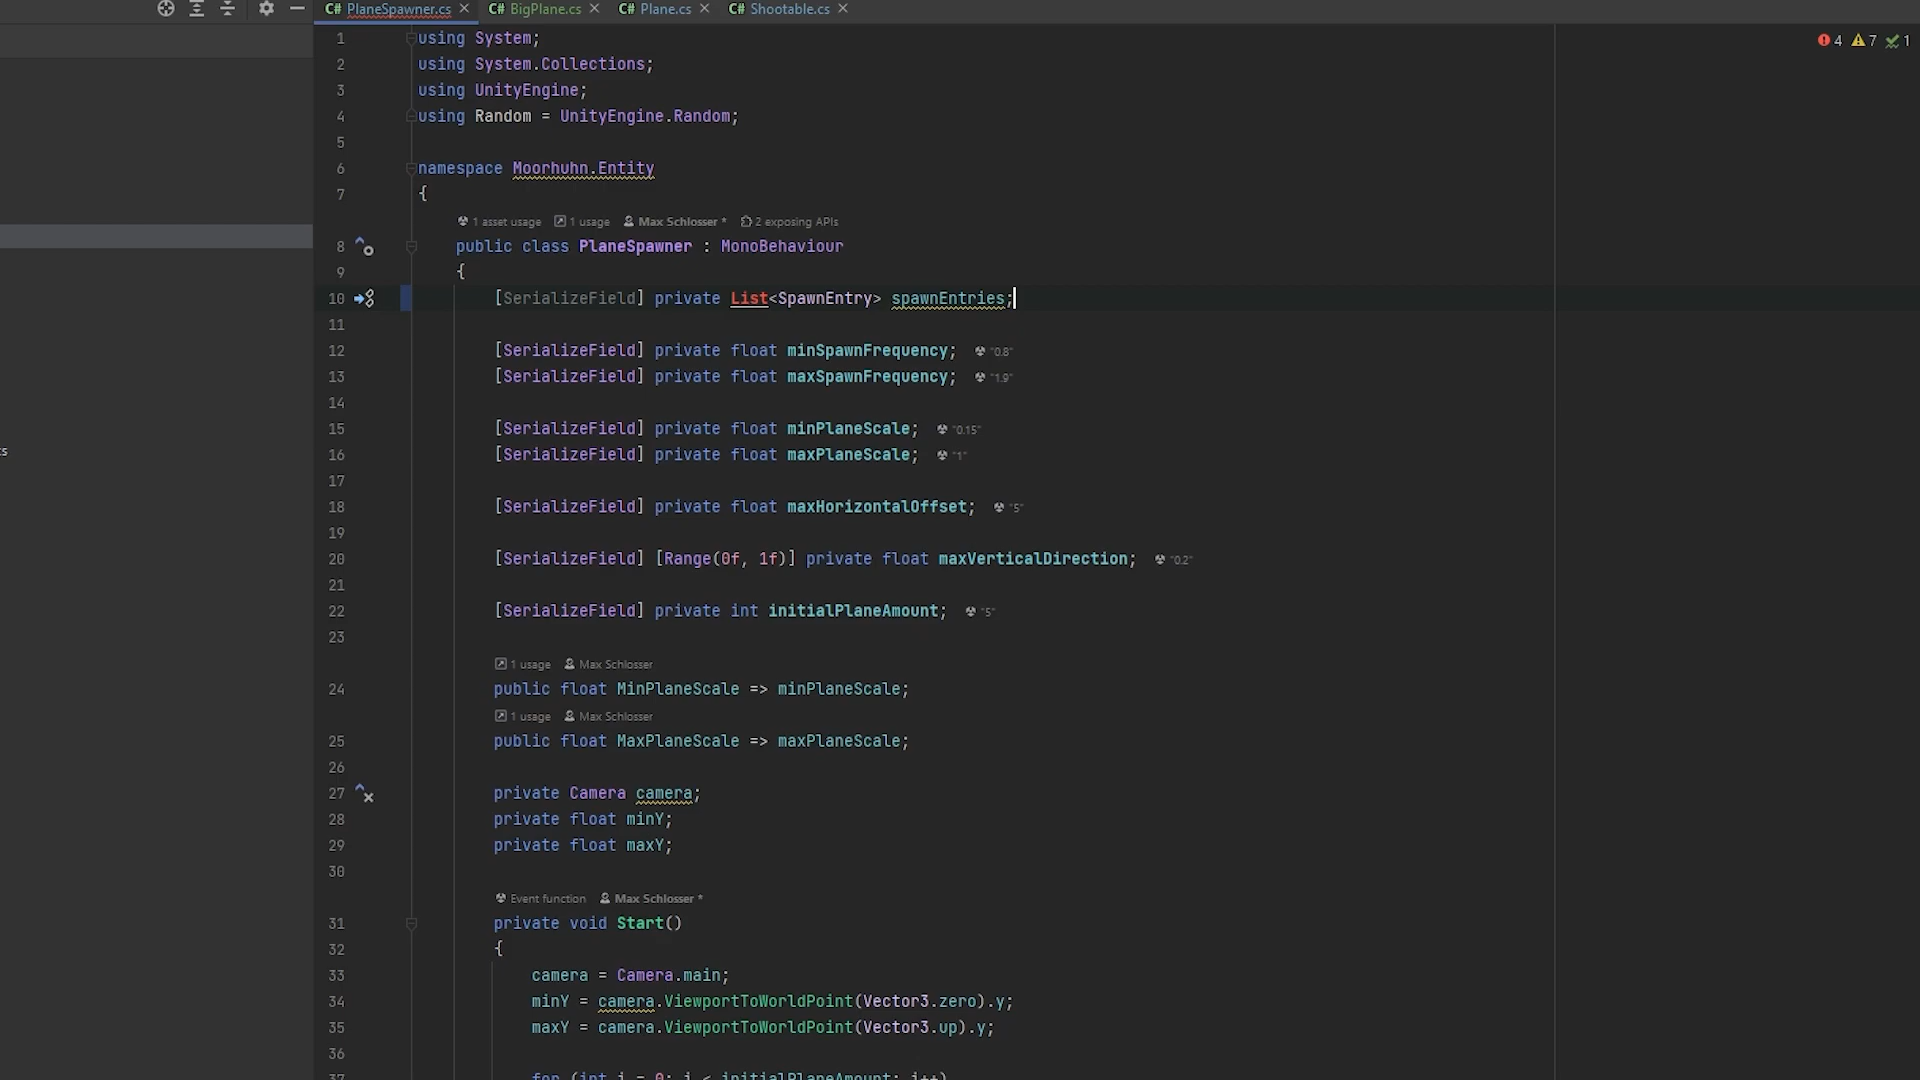 C# PlaneSpawner.cs × C# BigPlane.cs × C# Plane.cs × C# Shootable.cs ×
4 7 1
1 using System;
2 using System.Collections;
3 using UnityEngine;
4 using Random = UnityEngine.Random;
5
6 namespace Moorhuhn.Entity
7 {
1 asset usage 1 usage Max Schlosser * 2 exposing APIs
8 public class PlaneSpawner : MonoBehaviour
9 {
10 [SerializeField] private List<SpawnEntry> spawnEntries;
11
12 [SerializeField] private float minSpawnFrequency; "0.8"
13 [SerializeField] private float maxSpawnFrequency; "1.9"
14
15 [SerializeField] private float minPlaneScale; "0.15"
16 [SerializeField] private float maxPlaneScale; "1"
17
18 [SerializeField] private float maxHorizontalOffset; "5"
19
20 [SerializeField] [Range(0f, 1f)] private float maxVerticalDirection; "0.2"
21
22 [SerializeField] private int initialPlaneAmount; "5"
23
1 usage Max Schlosser
24 public float MinPlaneScale => minPlaneScale;
1 usage Max Schlosser
25 public float MaxPlaneScale => maxPlaneScale;
26
27 private Camera camera;
28 private float minY;
29 private float maxY;
30
Event function Max Schlosser *
31 private void Start()
32 {
33 camera = Camera.main;
34 minY = camera.ViewportToWorldPoint(Vector3.zero).y;
35 maxY = camera.ViewportToWorldPoint(Vector3.up).y;
36
37 for (int i = 0; i < initialPlaneAmount; i++)